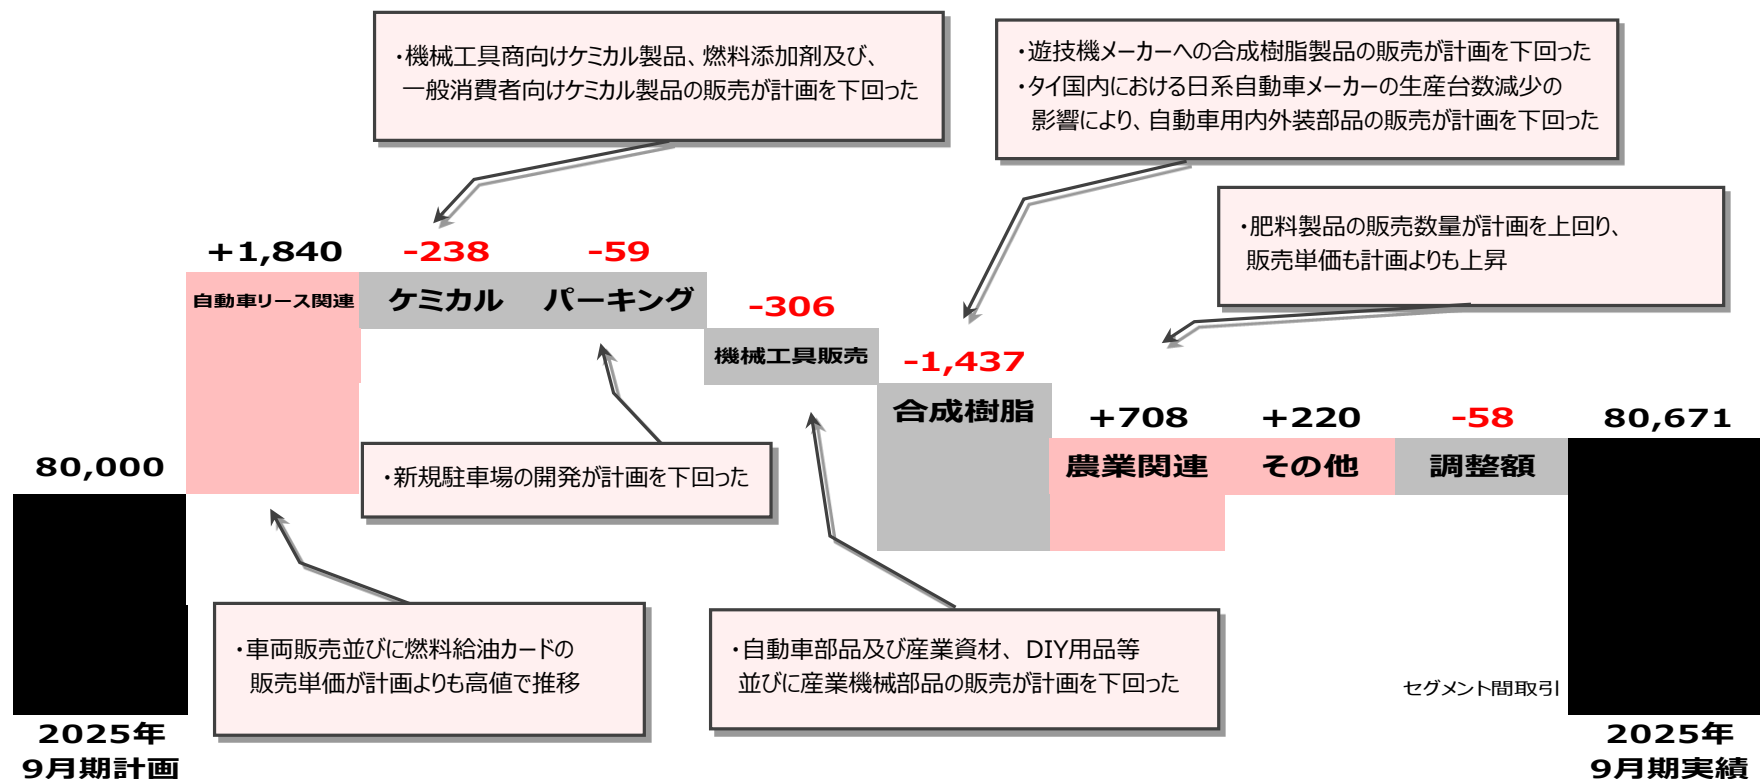 ・機械工具商向けケミカル製品、燃料添加剤及び、
一般消費者向けケミカル製品の販売が計画を下回った
・遊技機メーカーへの合成樹脂製品の販売が計画を下回った
・タイ国内における日系自動車メーカーの生産台数減少の
影響により、自動車用内外装部品の販売が計画を下回った
・肥料製品の販売数量が計画を上回り、
販売単価も計画よりも上昇
80,000
+1,840
自動車リース関連
-238
ケミカル
-59
パーキング
-306
機械工具販売
-1,437
合成樹脂
+708
農業関連
+220
その他
-58
調整額
80,671
・新規駐車場の開発が計画を下回った
・車両販売並びに燃料給油カードの
販売単価が計画よりも高値で推移
・自動車部品及び産業資材、DIY用品等
並びに産業機械部品の販売が計画を下回った
セグメント間取引
2025年
9月期計画
2025年
9月期実績